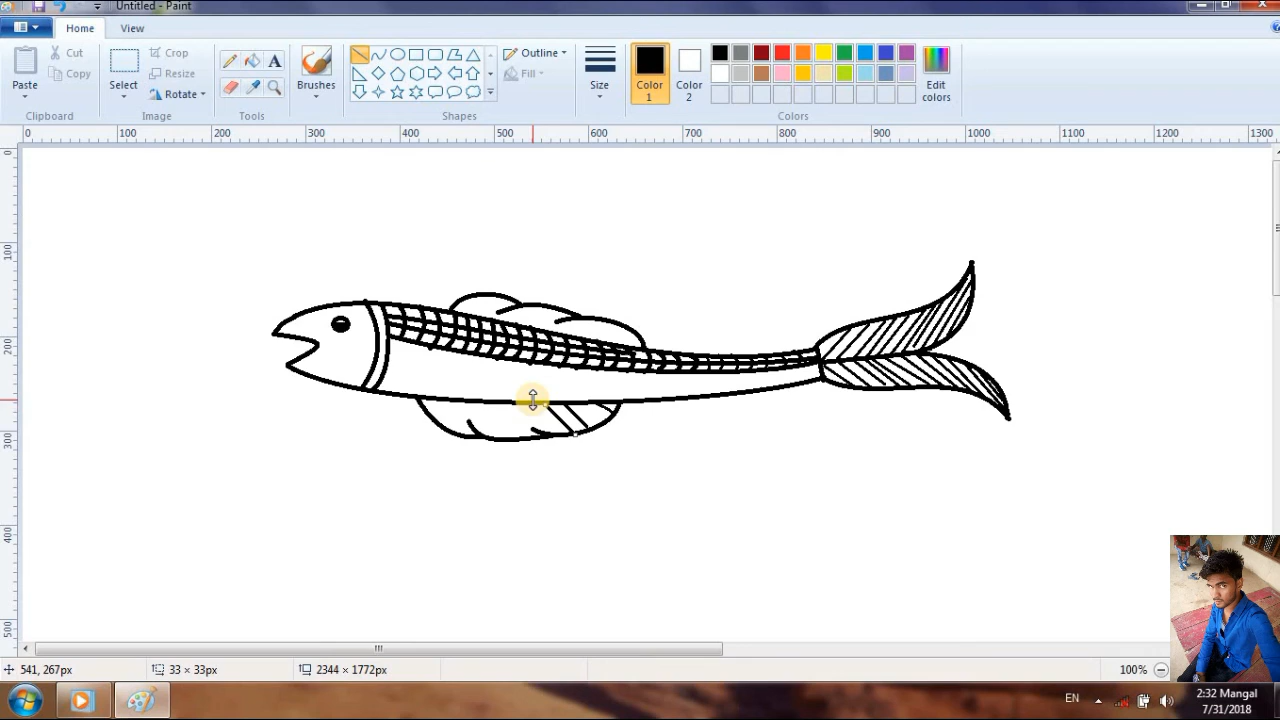 Untitled - Paint
Home
View
Paste
Cut
Copy
Clipboard
Select
Crop
Resize
Rotate
Image
Tools
Brushes
Shapes
Outline
Fill
Size
Color 1
Color 2
Edit colors
Colors
0 100 200 300 400 500 600 700 800 900 1000 1100 1200 1300
0
100
200
300
400
500
541, 267px
33 × 33px
2344 × 1772px
100%
EN
2:32 Mangal
7/31/2018